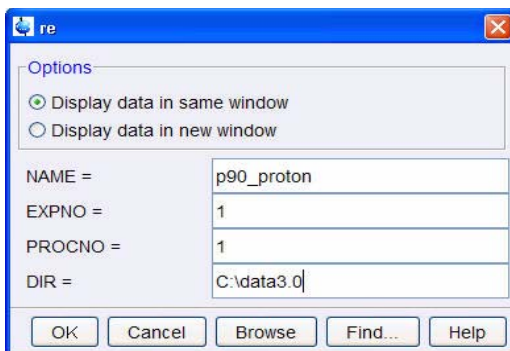 re
Options
Display data in same window
Display data in new window
NAME = p90_proton
EXPNO = 1
PROCNO = 1
DIR = C:\data3.0
OK Cancel Browse Find... Help